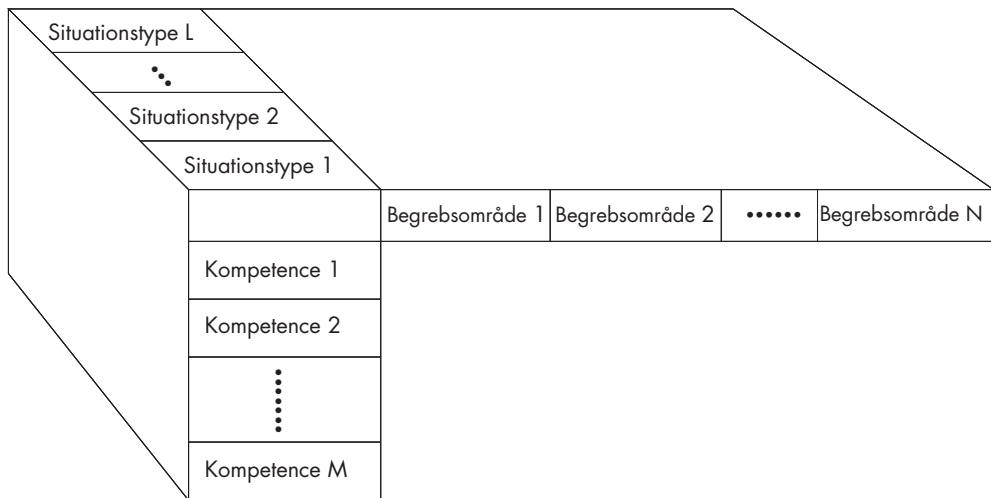 Situationstype L
Situationstype 2
Situationstype 1
Begrebsområde 1 Begrebsområde 2 •••••• Begrebsområde N
Kompetence 1
Kompetence 2
Kompetence M